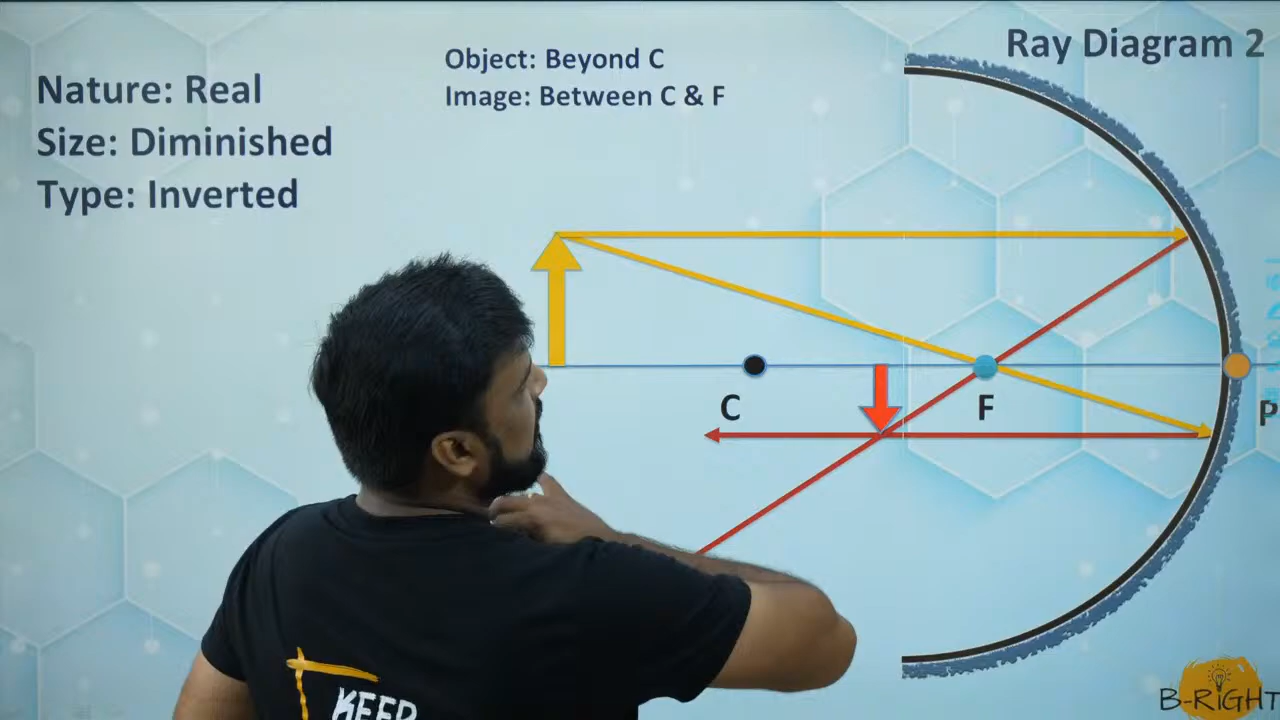 Ray Diagram 2
Object: Beyond C
Image: Between C & F
Nature: Real
Size: Diminished
Type: Inverted
C
F
P
KEEP
B-RIGHT